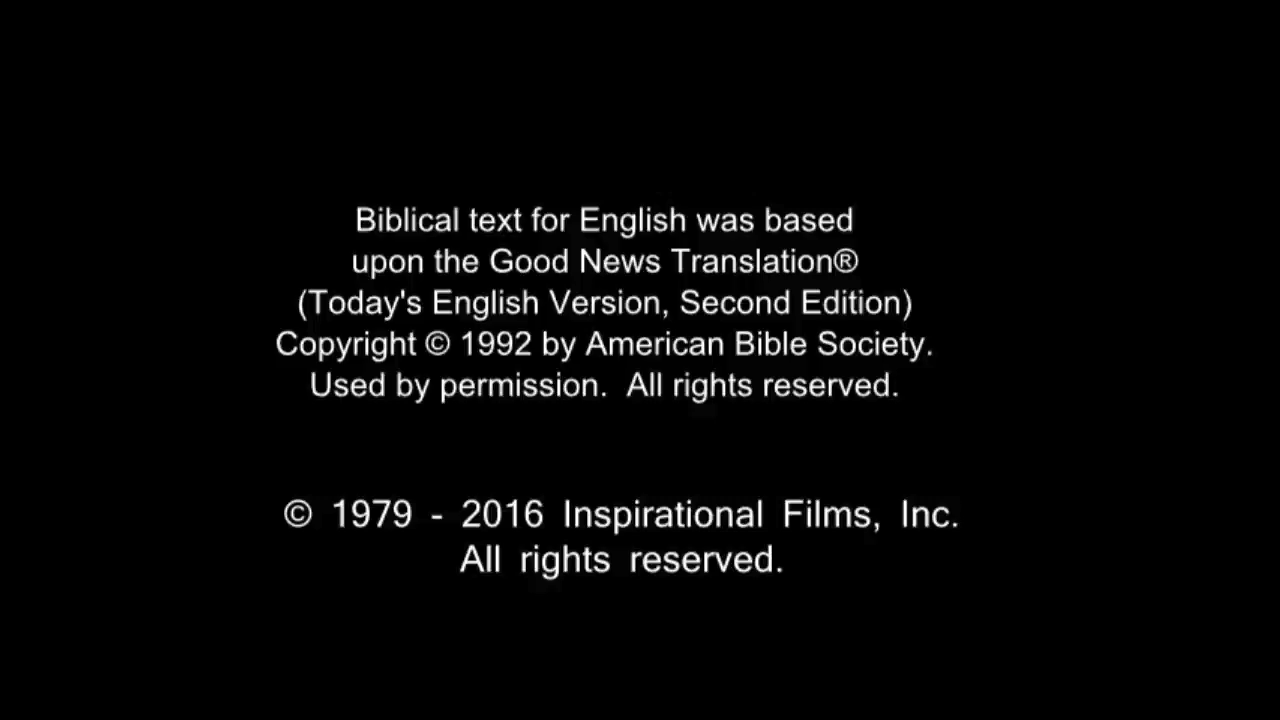 Biblical text for English was based
upon the Good News Translation®
(Today's English Version, Second Edition)
Copyright © 1992 by American Bible Society.
Used by permission.  All rights reserved.
© 1979 - 2016 Inspirational Films, Inc.
All rights reserved.